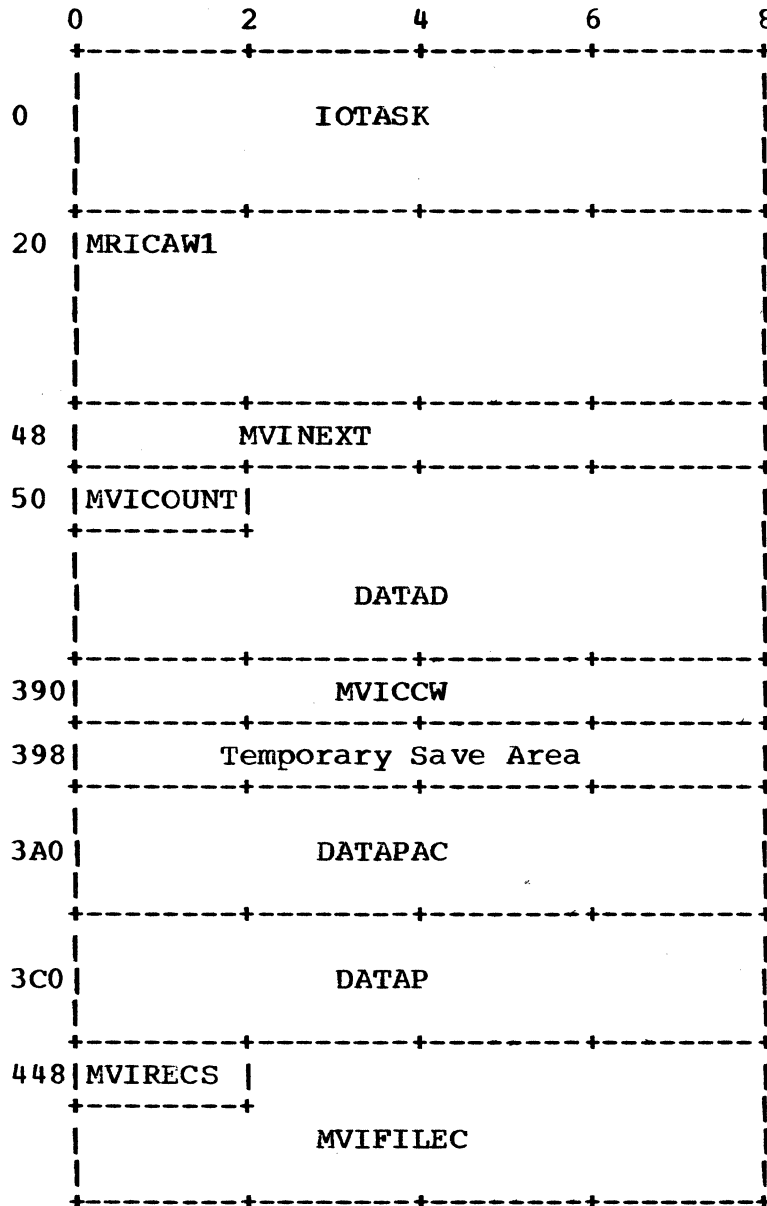 0 2 4 6 8
0 IOTASK
20 MRICAW1
48 MVINEXT
50 MVICOUNT
DATAD
390 MVICCW
398 Temporary Save Area
3A0 DATAPAC
3C0 DATAP
448 MVIRECS
MVIFILEC